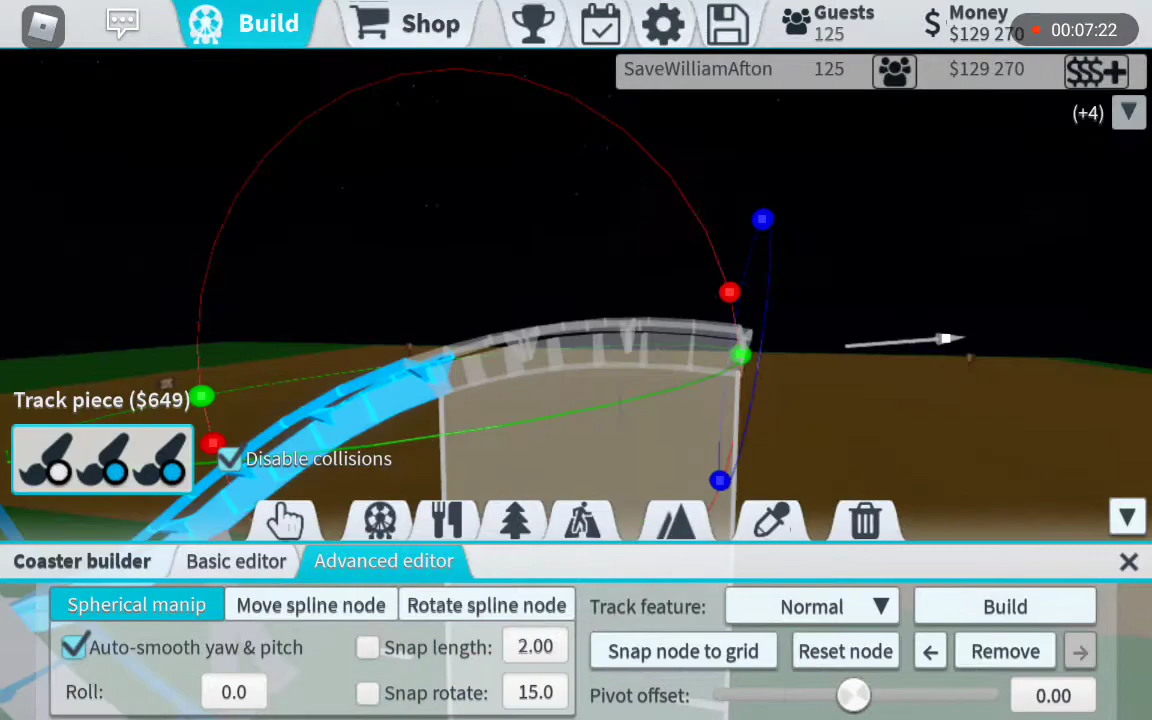 Build
Shop
Guests
125
Money
$129 270
00:07:22
SaveWilliamAfton 125 $129 270
(+4)
Track piece ($649)
Disable collisions
Coaster builder Basic editor Advanced editor
Spherical manip Move spline node Rotate spline node Track feature: Normal Build
Auto-smooth yaw & pitch Snap length: 2.00 Snap node to grid Reset node Remove
Roll: 0.0 Snap rotate: 15.0 Pivot offset: 0.00